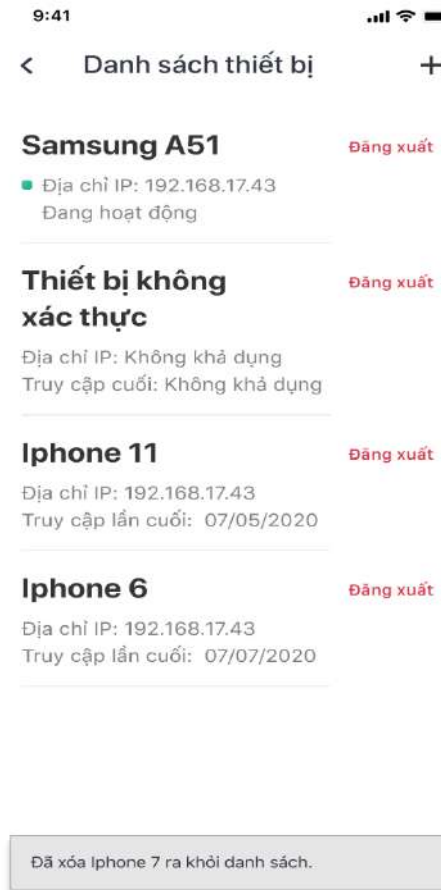 9:41
Danh sách thiết bị
Samsung A51
Đăng xuất
Địa chỉ IP: 192.168.17.43
Đang hoạt động
Thiết bị không
Đăng xuất
xác thực
Địa chỉ IP: Không khả dụng
Truy cập cuối: Không khả dụng
Iphone 11
Đăng xuất
Địa chỉ IP: 192.168.17.43
Truy cập lần cuối: 07/05/2020
Iphone 6
Đăng xuất
Địa chỉ IP: 192.168.17.43
Truy cập lần cuối: 07/07/2020
Đã xóa Iphone 7 ra khỏi danh sách.